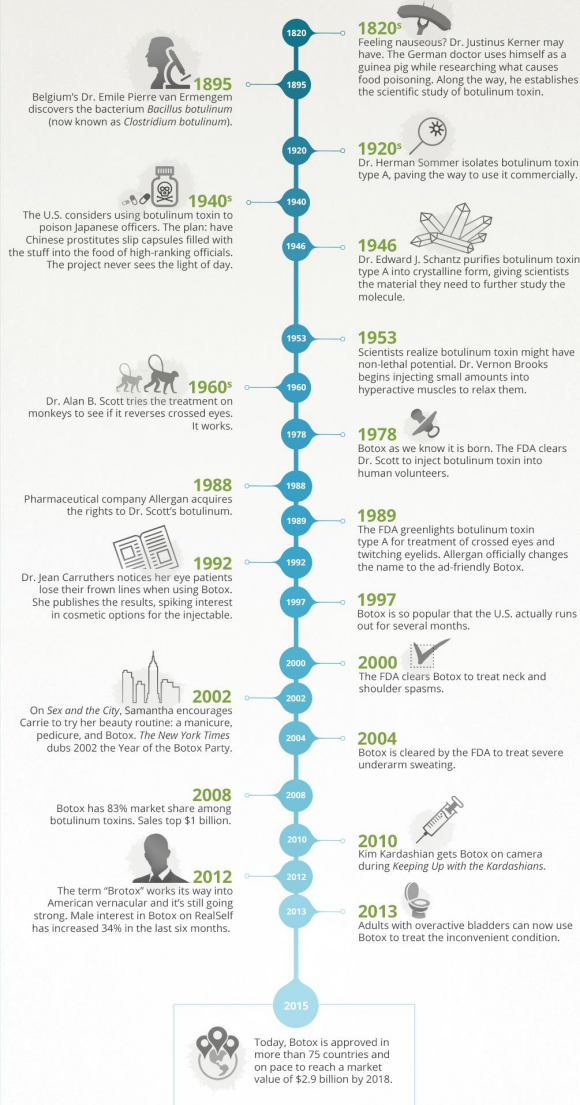 1820
1820s
Feeling nauseous? Dr. Justinus Kerner may
have. The German doctor uses himself as a
guinea pig while researching what causes
food poisoning. Along the way, he establishes
the scientific study of botulinum toxin.
1895
1895
Belgium's Dr. Emile Pierre van Ermengem
discovers the bacterium Bacillus botulinum
(now known as Clostridium botulinum).
1920
1920s
Dr. Herman Sommer isolates botulinum toxin
type A, paving the way to use it commercially.
1940
1940s
The U.S. considers using botulinum toxin to
poison Japanese officers. The plan: have
Chinese prostitutes slip capsules filled with
the stuff into the food of high-ranking officials.
The project never sees the light of day.
1946
1946
Dr. Edward J. Schantz purifies botulinum toxin
type A into crystalline form, giving scientists
the material they need to further study the
molecule.
1953
1953
Scientists realize botulinum toxin might have
non-lethal potential. Dr. Vernon Brooks
begins injecting small amounts into
hyperactive muscles to relax them.
1960
1960s
Dr. Alan B. Scott tries the treatment on
monkeys to see if it reverses crossed eyes.
It works.
1978
1978
Botox as we know it is born. The FDA clears
Dr. Scott to inject botulinum toxin into
human volunteers.
1988
1988
Pharmaceutical company Allergan acquires
the rights to Dr. Scott's botulinum.
1989
1989
The FDA greenlights botulinum toxin
type A for treatment of crossed eyes and
twitching eyelids. Allergan officially changes
the name to the ad-friendly Botox.
1992
1992
Dr. Jean Carruthers notices her eye patients
lose their frown lines when using Botox.
She publishes the results, spiking interest
in cosmetic options for the injectable.
1997
1997
Botox is so popular that the U.S. actually runs
out for several months.
2000
2000
The FDA clears Botox to treat neck and
shoulder spasms.
2002
2002
On Sex and the City, Samantha encourages
Carrie to try her beauty routine: a manicure,
pedicure, and Botox. The New York Times
dubs 2002 the Year of the Botox Party.
2004
2004
Botox is cleared by the FDA to treat severe
underarm sweating.
2008
2008
Botox has 83% market share among
botulinum toxins. Sales top $1 billion.
2010
2010
Kim Kardashian gets Botox on camera
during Keeping Up with the Kardashians.
2012
2012
The term “Brotox” works its way into
American vernacular and it's still going
strong. Male interest in Botox on RealSelf
has increased 34% in the last six months.
2013
2013
Adults with overactive bladders can now use
Botox to treat the inconvenient condition.
2015
Today, Botox is approved in
more than 75 countries and
on pace to reach a market
value of $2.9 billion by 2018.